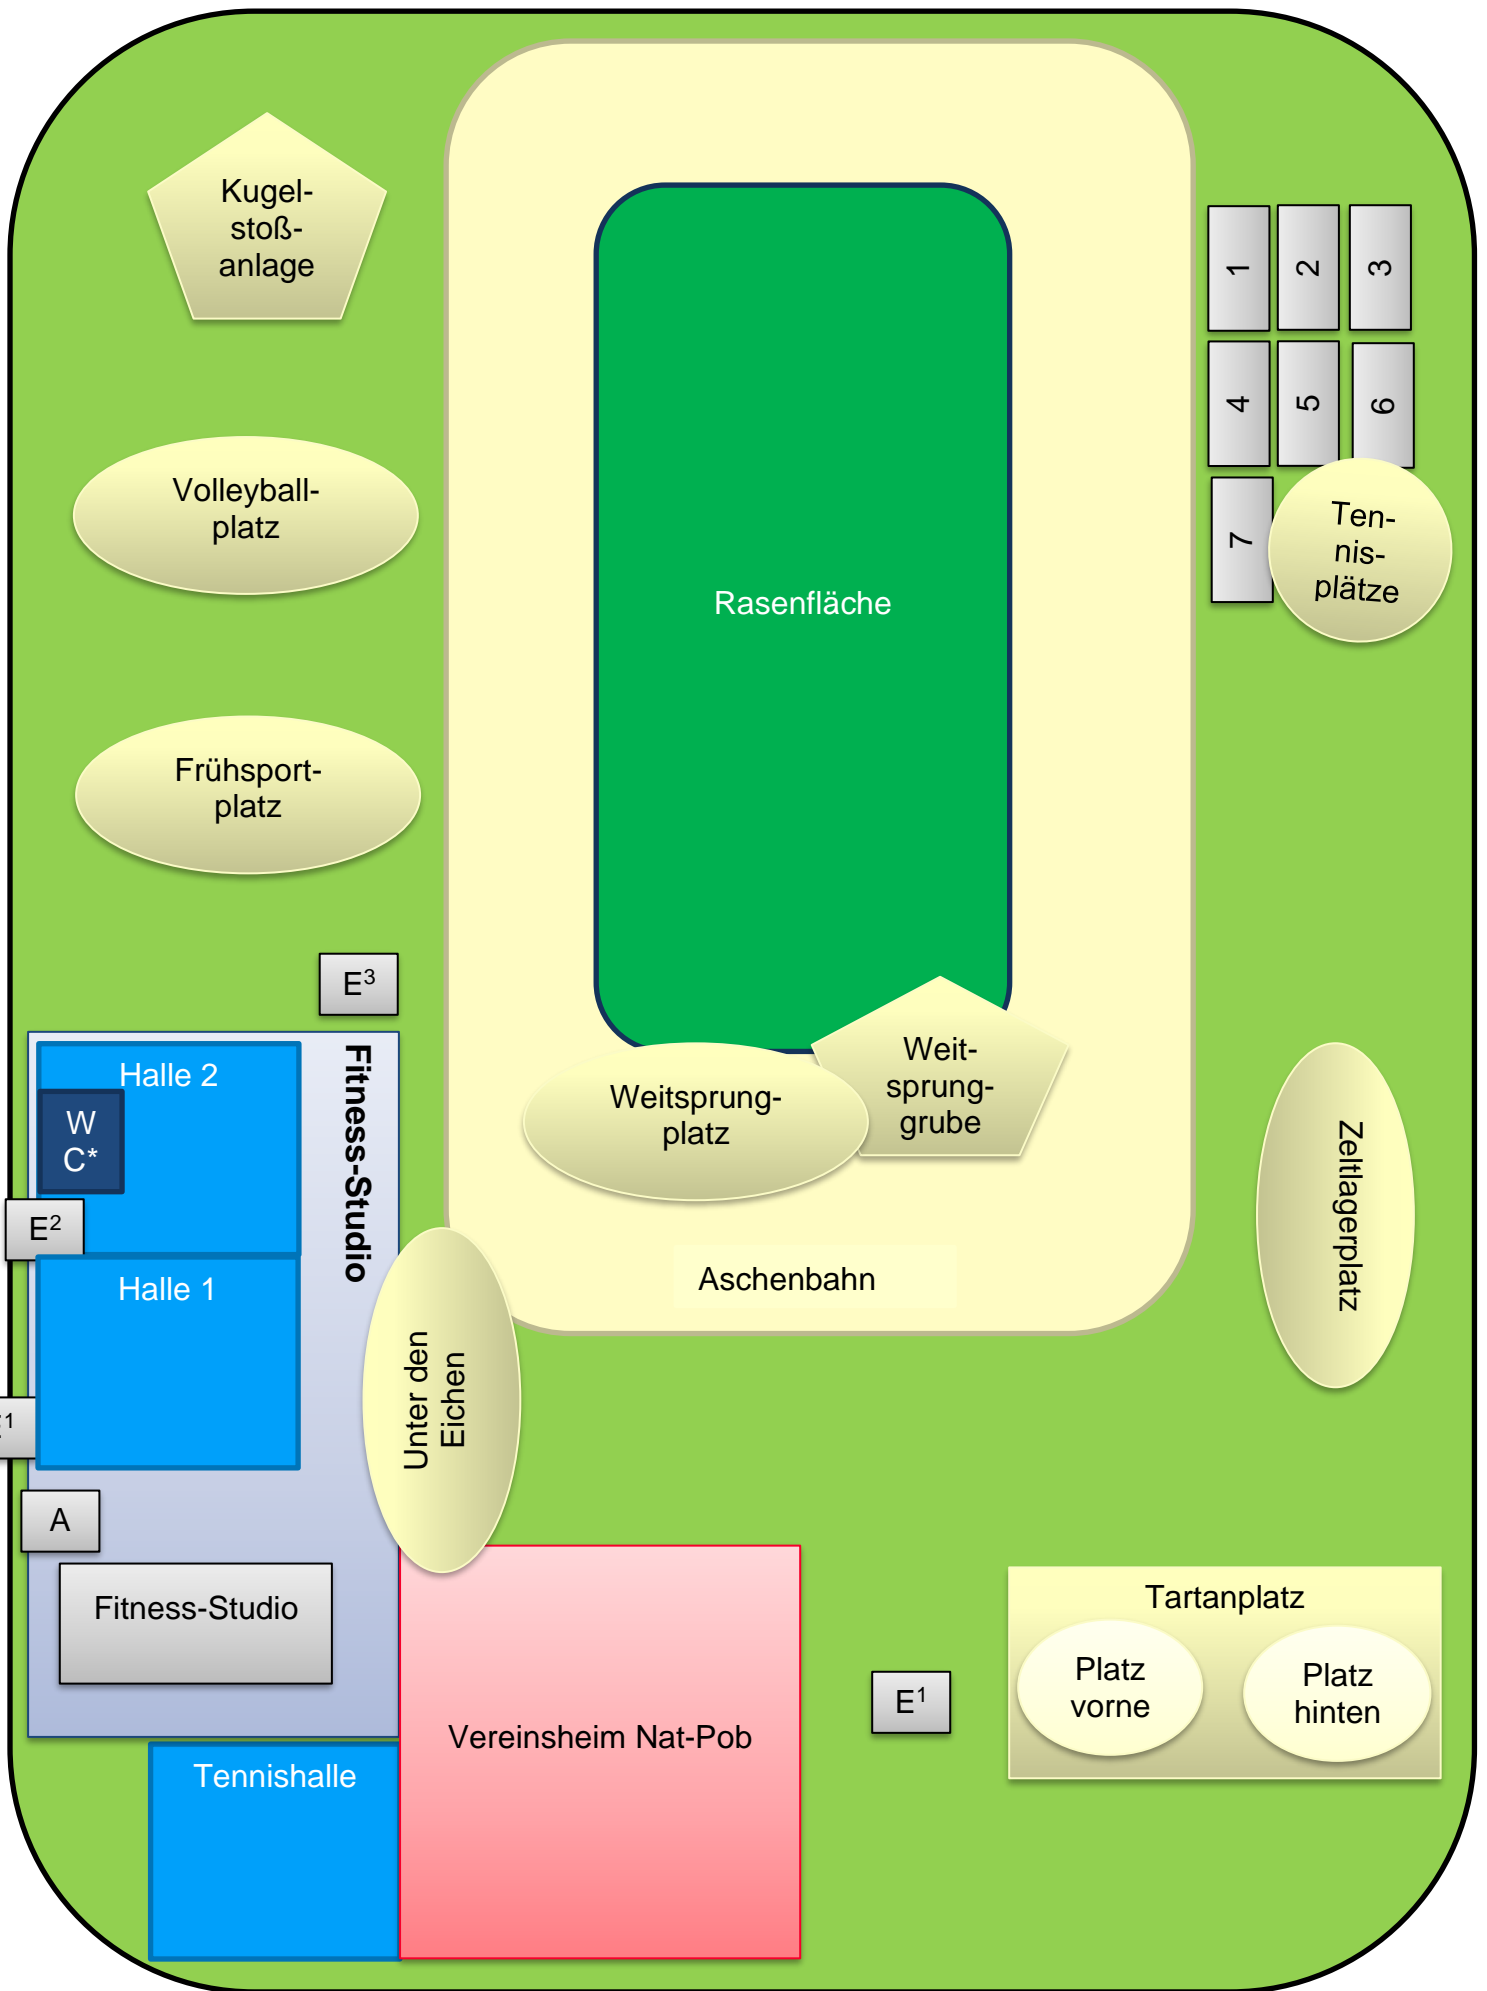 Kugel-
stoß-
anlage
1
2
3
4
5
6
7
Ten-
nis-
plätze
Volleyball-
platz
Rasenfläche
Frühsport-
platz
E³
Fitness-Studio
Halle 2
W
C*
E²
Halle 1
Weitsprung-
platz
Weit-
sprung-
grube
Zeltlagerplatz
Aschenbahn
Unter den
Eichen
A
Fitness-Studio
Tartanplatz
Platz
vorne
Platz
hinten
E¹
Vereinsheim Nat-Pob
Tennishalle